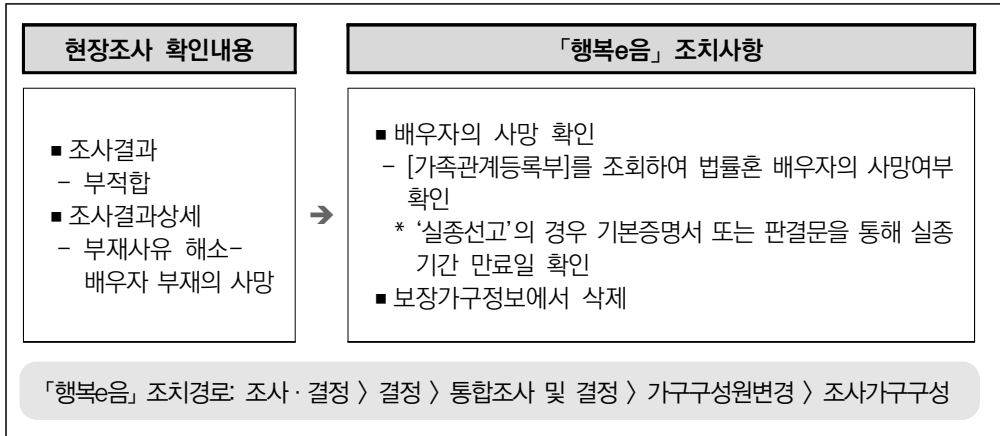 현장조사 확인내용
「행복e음」 조치사항
■ 조사결과
- 부적합
■ 조사결과상세
- 부재사유 해소-
배우자 부재의 사망
➔
■ 배우자의 사망 확인
- [가족관계등록부]를 조회하여 법률혼 배우자의 사망여부
확인
* ‘실종선고’의 경우 기본증명서 또는 판결문을 통해 실종
기간 만료일 확인
■ 보장가구정보에서 삭제
「행복e음」 조치경로: 조사·결정 > 결정 > 통합조사 및 결정 > 가구구성원변경 > 조사가구구성